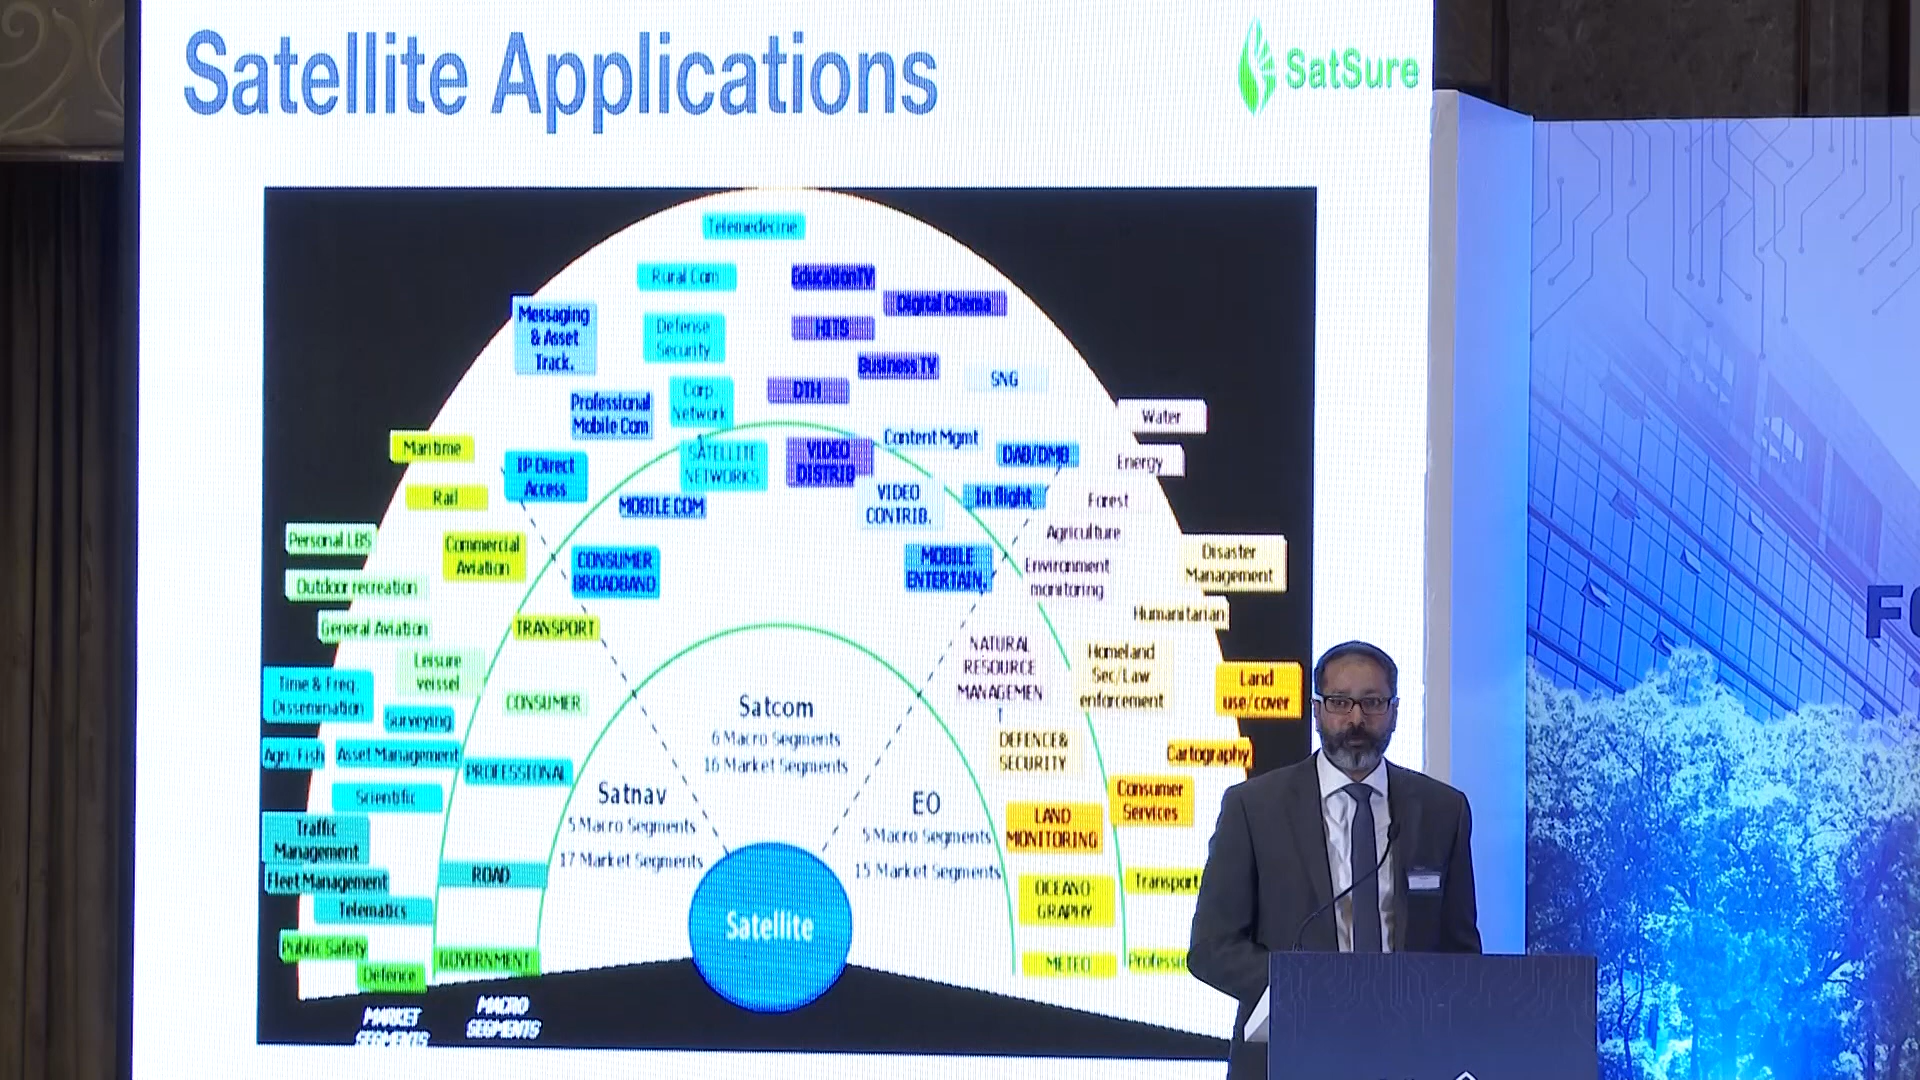 Satellite Applications
SatSure
Telemedecine
Rural Com
EducationTV
Digital Cinema
Messaging
& Asset
Track.
Defense
Security
HITS
Business TV
SNG
Professional
Mobile Com
Corp
Network
DTH
Content Mgmt
DAB/DMB
Water
Energy
Maritime
IP Direct
Access
SATELLITE
NETWORKS
VIDEO
DISTRIB
VIDEO
CONTRIB.
In flight
Forest
Rail
MOBILE COM
Agriculture
Personal LBS
Commercial
Aviation
CONSUMER
BROADBAND
MOBILE
ENTERTAIN.
Environment
monitoring
Disaster
Management
Outdoor recreation
Humanitarian
General Aviation
TRANSPORT
NATURAL
RESOURCE
MANAGEMEN
Homeland
Sec/Law
enforcement
Land
use/cover
Leisure
veissel
Time & Freq.
Dissemination
CONSUMER
Surveying
Satcom
6 Macro Segments
16 Market Segments
DEFENCE&
SECURITY
Cartography
Agri/Fish
Asset Management
PROFESSIONAL
Scientific
Satnav
5 Macro Segments
17 Market Segments
EO
5 Macro Segments
15 Market Segments
LAND
MONITORING
Consumer
Services
Traffic
Management
Fleet Management
ROAD
OCEANO-
GRAPHY
Transport
Telematics
Satellite
Public Safety
Defence
GOVERNMENT
METEO
Professi
MARKET
SEGMENTS
MACRO
SEGMENTS
FO